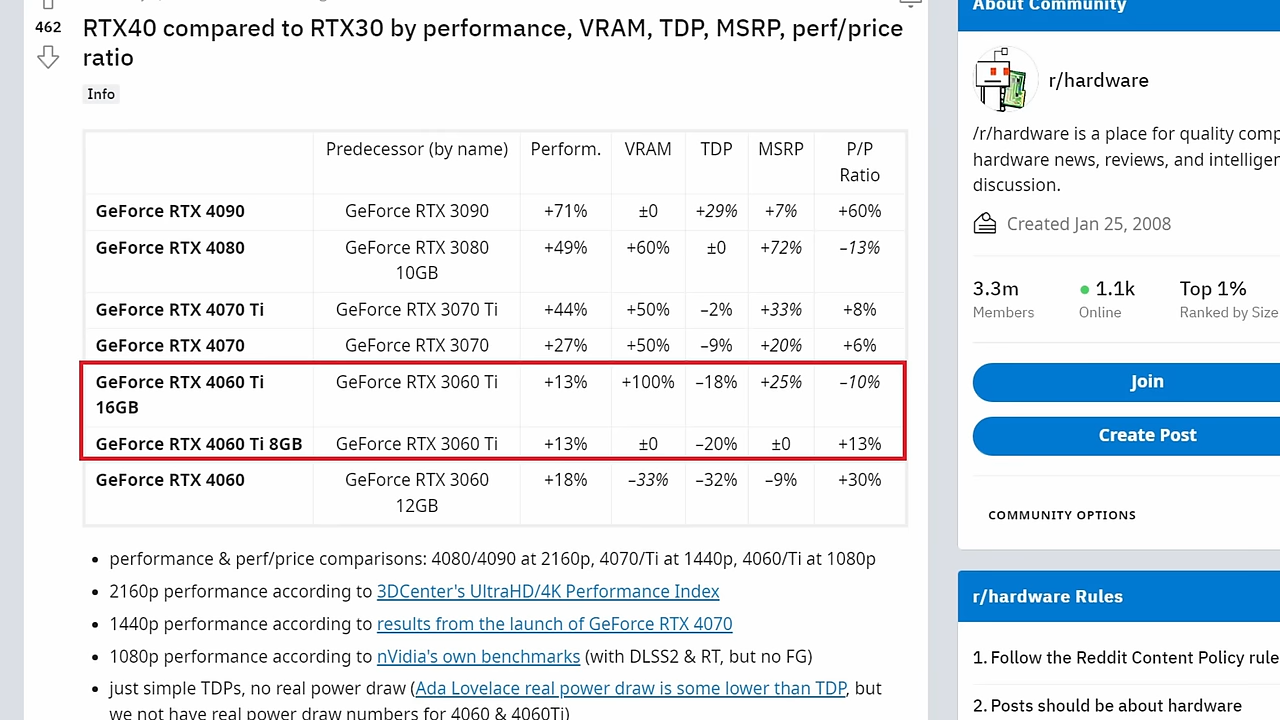 462
RTX40 compared to RTX30 by performance, VRAM, TDP, MSRP, perf/price
ratio
Info
Predecessor (by name) Perform. VRAM TDP MSRP P/P
Ratio
GeForce RTX 4090 GeForce RTX 3090 +71% ±0 +29% +7% +60%
GeForce RTX 4080 GeForce RTX 3080 +49% +60% ±0 +72% –13%
10GB
GeForce RTX 4070 Ti GeForce RTX 3070 Ti +44% +50% –2% +33% +8%
GeForce RTX 4070 GeForce RTX 3070 +27% +50% –9% +20% +6%
GeForce RTX 4060 Ti GeForce RTX 3060 Ti +13% +100% –18% +25% –10%
16GB
GeForce RTX 4060 Ti 8GB GeForce RTX 3060 Ti +13% ±0 –20% ±0 +13%
GeForce RTX 4060 GeForce RTX 3060 +18% –33% –32% –9% +30%
12GB
• performance & perf/price comparisons: 4080/4090 at 2160p, 4070/Ti at 1440p, 4060/Ti at 1080p
• 2160p performance according to 3DCenter's UltraHD/4K Performance Index
• 1440p performance according to results from the launch of GeForce RTX 4070
• 1080p performance according to nVidia's own benchmarks (with DLSS2 & RT, but no FG)
• just simple TDPs, no real power draw (Ada Lovelace real power draw is some lower than TDP, but
we not have real power draw numbers for 4060 & 4060Ti)
About Community
r/hardware
/r/hardware is a place for quality comp
hardware news, reviews, and intelligen
discussion.
Created Jan 25, 2008
3.3m 1.1k Top 1%
Members Online Ranked by Size
Join
Create Post
COMMUNITY OPTIONS
r/hardware Rules
1. Follow the Reddit Content Policy rule
2. Posts should be about hardware